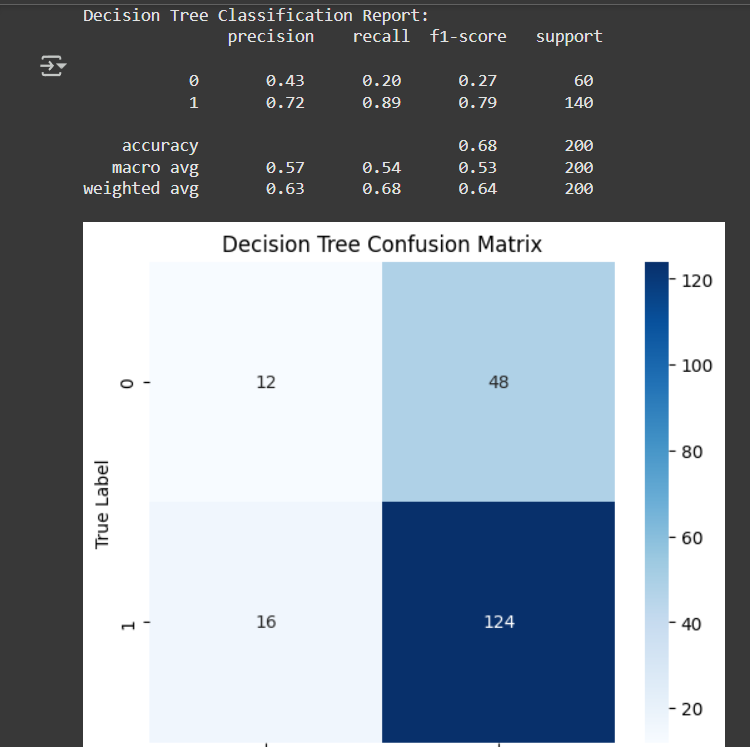 Decision Tree Classification Report:
precision recall f1-score support
0 0.43 0.20 0.27 60
1 0.72 0.89 0.79 140
accuracy 0.68 200
macro avg 0.57 0.54 0.53 200
weighted avg 0.63 0.68 0.64 200
Decision Tree Confusion Matrix
120
100
80
60
40
20
True Label
0
12 48
1
16 124